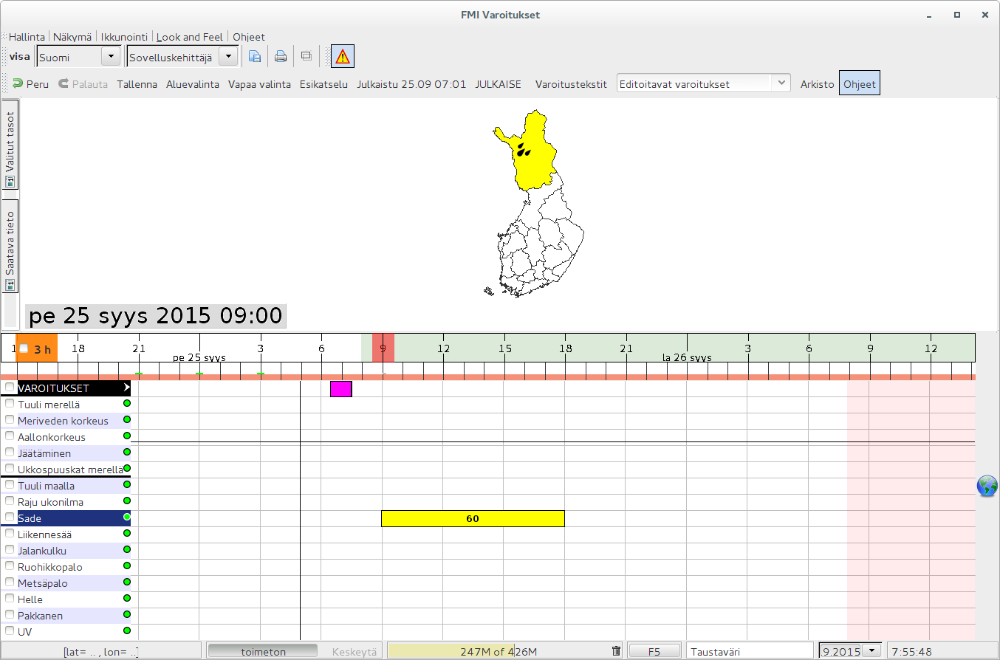 FMI Varoitukset
Hallinta Näkymä Ikkunointi Look and Feel Ohjeet
visa Suomi Sovelluskehittäjä
Peru Palauta Tallenna Aluevalinta Vapaa valinta Esikatselu Julkaistu 25.09 07:01 JULKAISE Varoitustekstit Editoitavat varoitukset Arkisto Ohjeet
Valitut tasot
Saatava tieto
pe 25 syys 2015 09:00
3 h 18 21 3 6 9 12 15 18 21 3 6 9 12
pe 25 syys la 26 syys
VAROITUKSET
Tuuli merellä
Meriveden korkeus
Aallonkorkeus
Jäätäminen
Ukkospuuskat merellä
Tuuli maalla
Raju ukonilma
Sade 60
Liikennesää
Jalankulku
Ruohikkopalo
Metsäpalo
Helle
Pakkanen
UV
[lat= .. , lon= ..] toimeton Keskeytä 247M of 426M F5 Taustaväri .9.2015 7:55:48